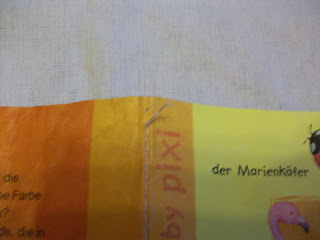 die
e Farbe
?
de, die in
by pixi
der Marienkäfer